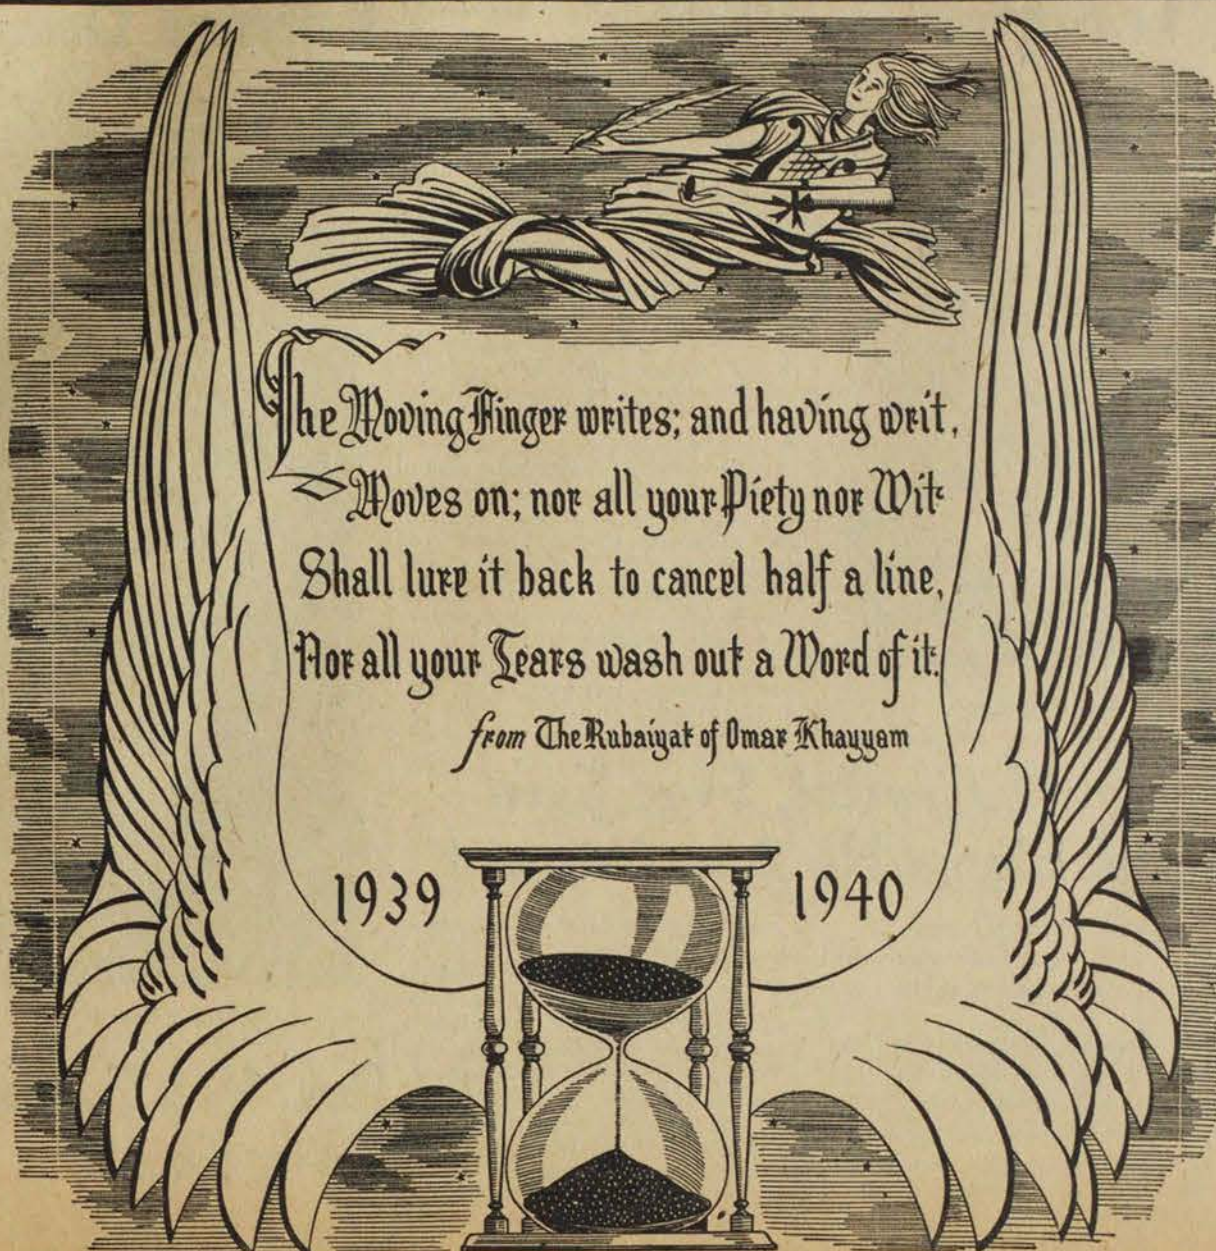 The Moving Finger writes; and having writ,
Moves on; nor all your Piety nor Wit
Shall lure it back to cancel half a line,
Nor all your Tears wash out a Word of it.
from The Rubaiyat of Omar Khayyam
1939 1940